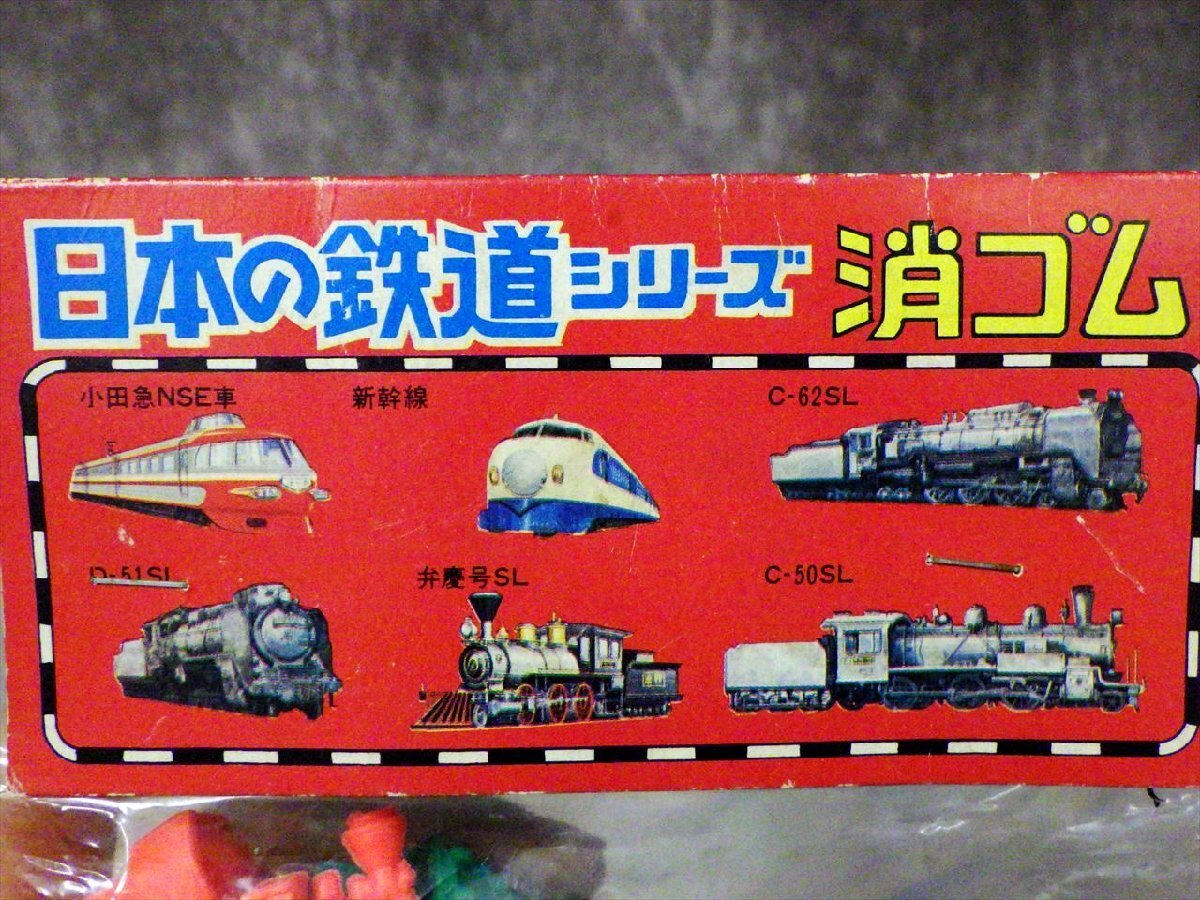 日本の鉄道シリーズ 消ゴム
小田急NSE車 新幹線 C-62SL
D-51SL 弁慶号SL C-50SL